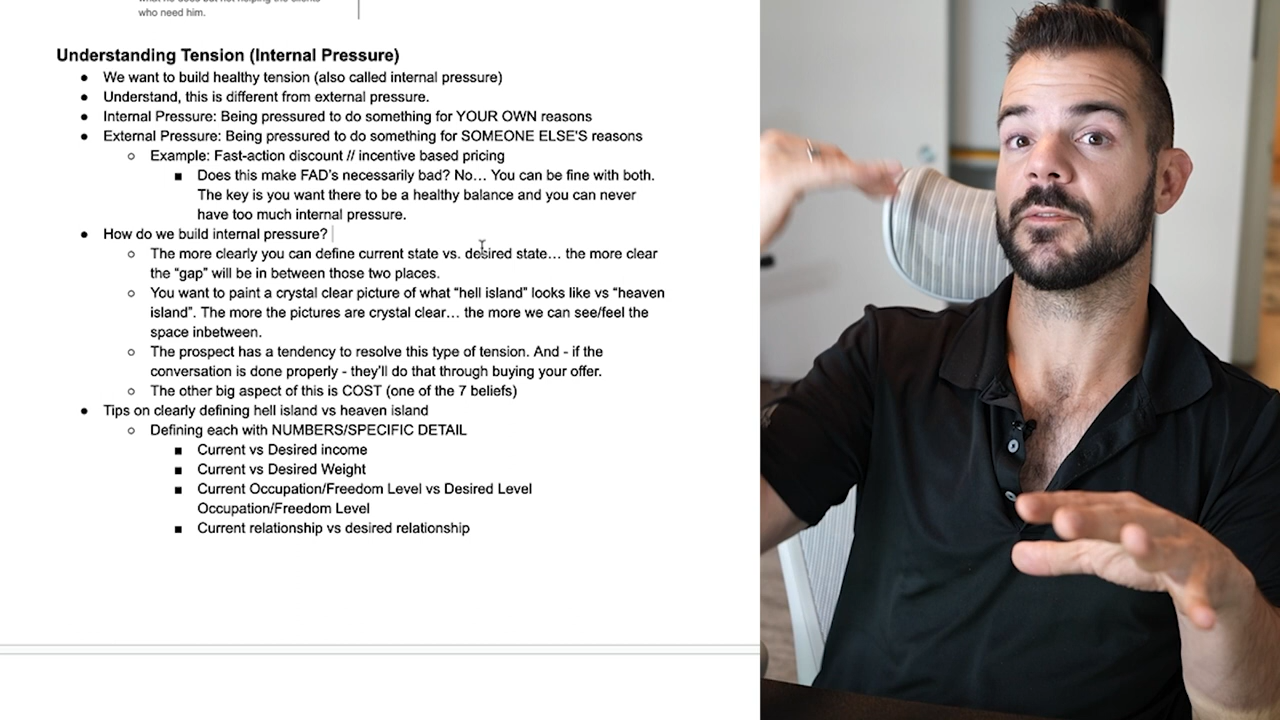 what he does but not helping the clients
who need him.
Understanding Tension (Internal Pressure)
● We want to build healthy tension (also called internal pressure)
● Understand, this is different from external pressure.
● Internal Pressure: Being pressured to do something for YOUR OWN reasons
● External Pressure: Being pressured to do something for SOMEONE ELSE'S reasons
○ Example: Fast-action discount // incentive based pricing
■ Does this make FAD's necessarily bad? No… You can be fine with both.
The key is you want there to be a healthy balance and you can never
have too much internal pressure.
● How do we build internal pressure?
○ The more clearly you can define current state vs. desired state… the more clear
the “gap” will be in between those two places.
○ You want to paint a crystal clear picture of what “hell island” looks like vs “heaven
island”. The more the pictures are crystal clear… the more we can see/feel the
space inbetween.
○ The prospect has a tendency to resolve this type of tension. And - if the
conversation is done properly - they’ll do that through buying your offer.
○ The other big aspect of this is COST (one of the 7 beliefs)
● Tips on clearly defining hell island vs heaven island
○ Defining each with NUMBERS/SPECIFIC DETAIL
■ Current vs Desired income
■ Current vs Desired Weight
■ Current Occupation/Freedom Level vs Desired Level
Occupation/Freedom Level
■ Current relationship vs desired relationship